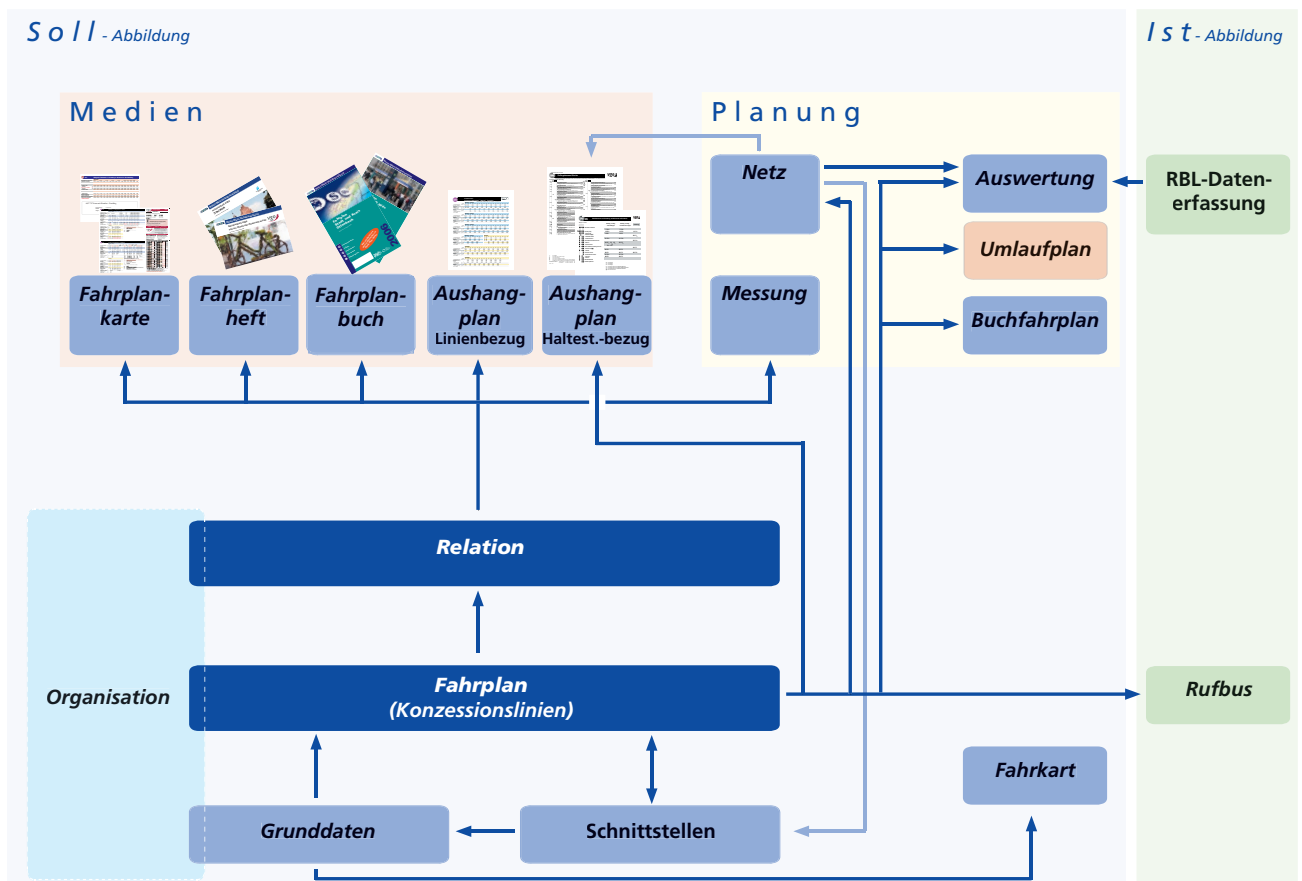 Soll - Abbildung
Ist - Abbildung
Medien
Planung
Netz
Auswertung
RBL-Daten-
erfassung
Umlaufplan
2006
Fahrplan-
karte
Fahrplan-
heft
Fahrplan-
buch
Aushang-
plan
Linienbezug
Aushang-
plan
Haltest.-bezug
Messung
Buchfahrplan
Relation
Organisation
Fahrplan
(Konzessionslinien)
Rufbus
Fahrkart
Grunddaten
Schnittstellen